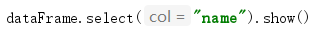 dataFrame.select( col = "name").show()